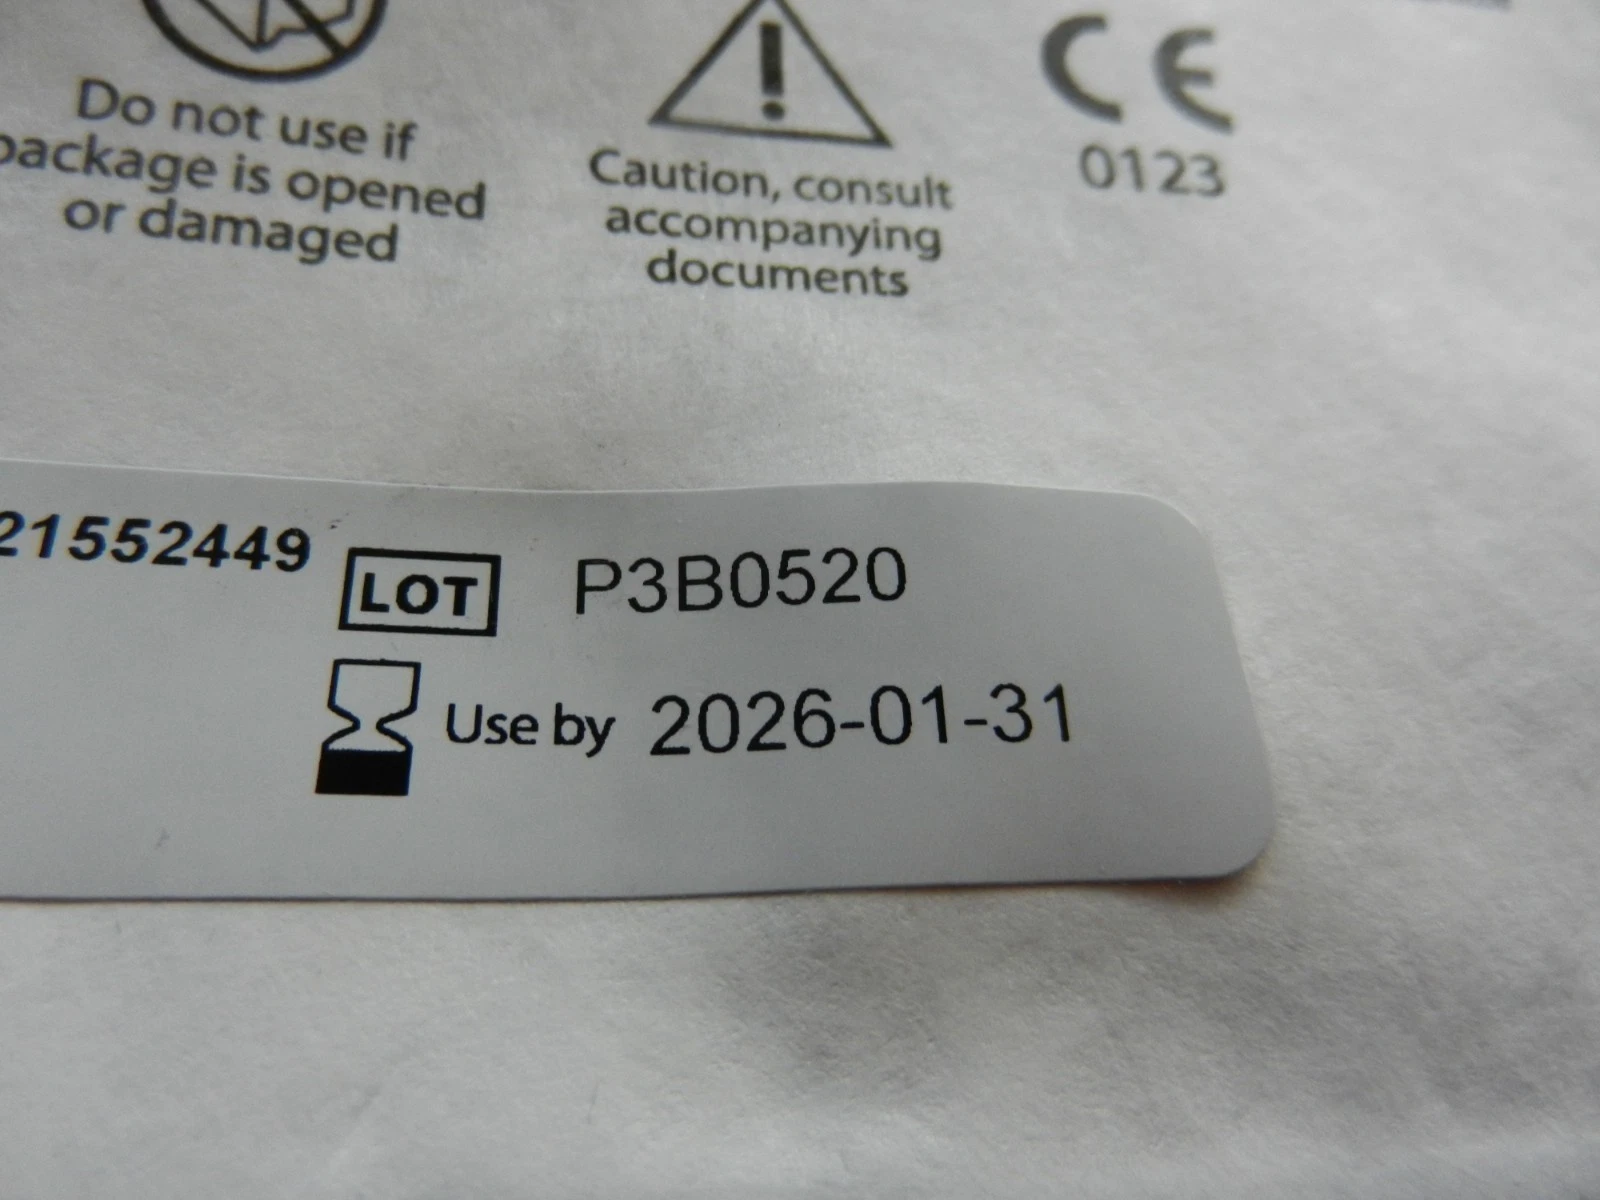 Do not use if
package is opened
or damaged
Caution, consult
accompanying
documents
CE
0123
21552449
LOT P3B0520
Use by 2026-01-31